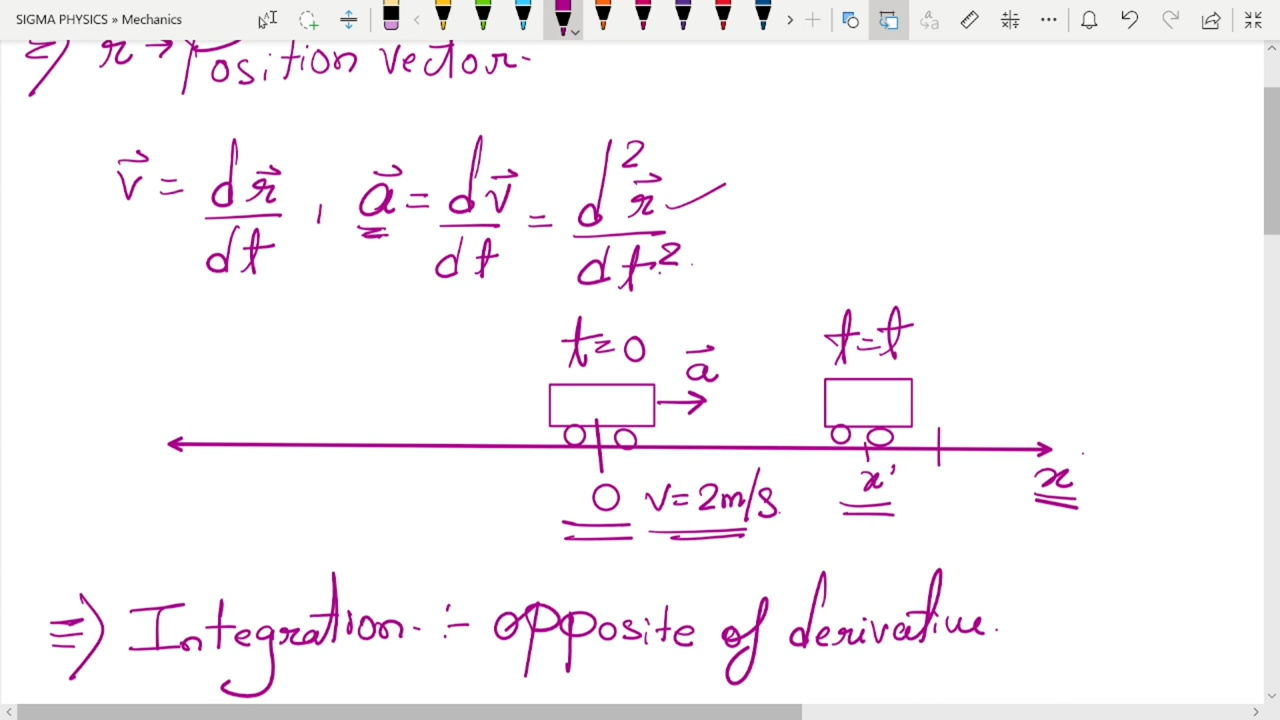 SIGMA PHYSICS » Mechanics
=) r → Position vector.
v⃗ = dr⃗/dt , a⃗ = dv⃗/dt = d²r⃗/dt²
t=0 t=t
a⃗
0 v=2m/s x' x
=) Integration :- opposite of derivative.